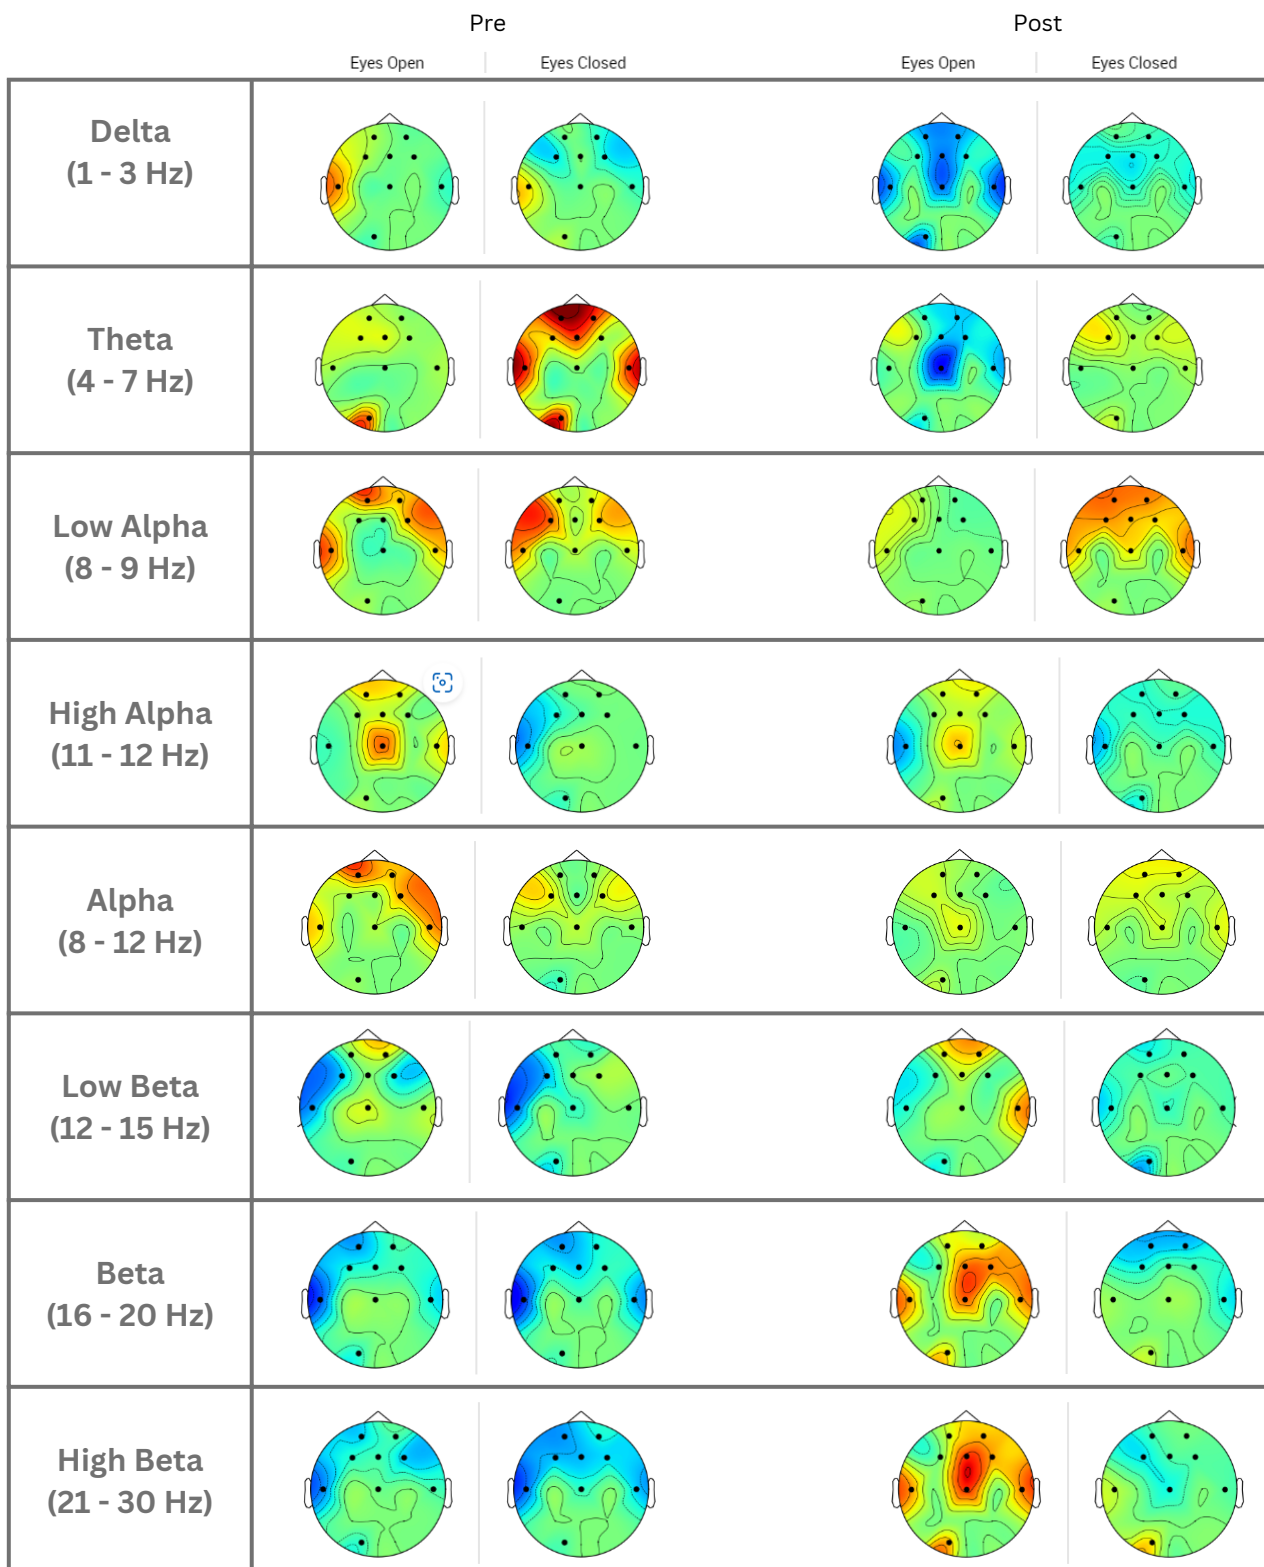 Pre
Post
Eyes Open
Eyes Closed
Eyes Open
Eyes Closed
Delta
(1 - 3 Hz)
Theta
(4 - 7 Hz)
Low Alpha
(8 - 9 Hz)
High Alpha
(11 - 12 Hz)
Alpha
(8 - 12 Hz)
Low Beta
(12 - 15 Hz)
Beta
(16 - 20 Hz)
High Beta
(21 - 30 Hz)